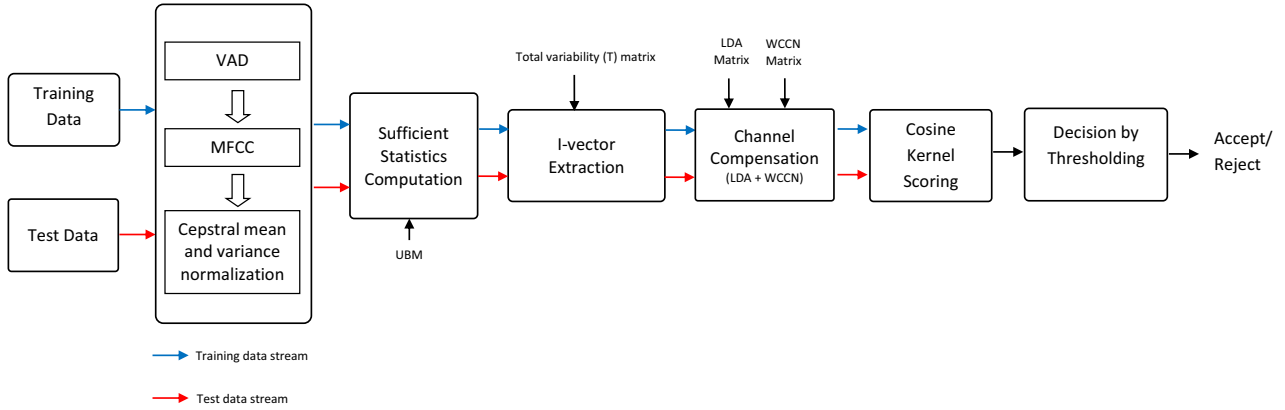 Training
Data
Test Data
VAD
MFCC
Cepstral mean
and variance
normalization
Sufficient
Statistics
Computation
UBM
Total variability (T) matrix
I-vector
Extraction
LDA
Matrix
WCCN
Matrix
Channel
Compensation
(LDA + WCCN)
Cosine
Kernel
Scoring
Decision by
Thresholding
Accept/
Reject
Training data stream
Test data stream